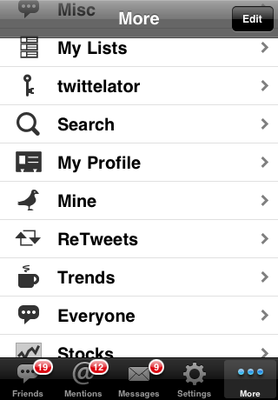 Misc
More
Edit
My Lists
twittelator
Search
My Profile
Mine
ReTweets
Trends
Everyone
Stocks
19
12
9
Friends
Mentions
Messages
Settings
More